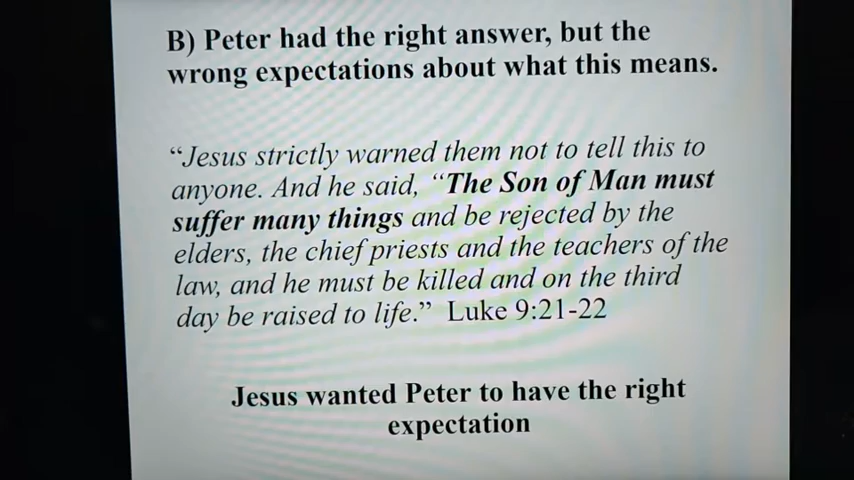 B) Peter had the right answer, but the
wrong expectations about what this means.
“Jesus strictly warned them not to tell this to
anyone. And he said, “The Son of Man must
suffer many things and be rejected by the
elders, the chief priests and the teachers of the
law, and he must be killed and on the third
day be raised to life.” Luke 9:21-22
Jesus wanted Peter to have the right
expectation